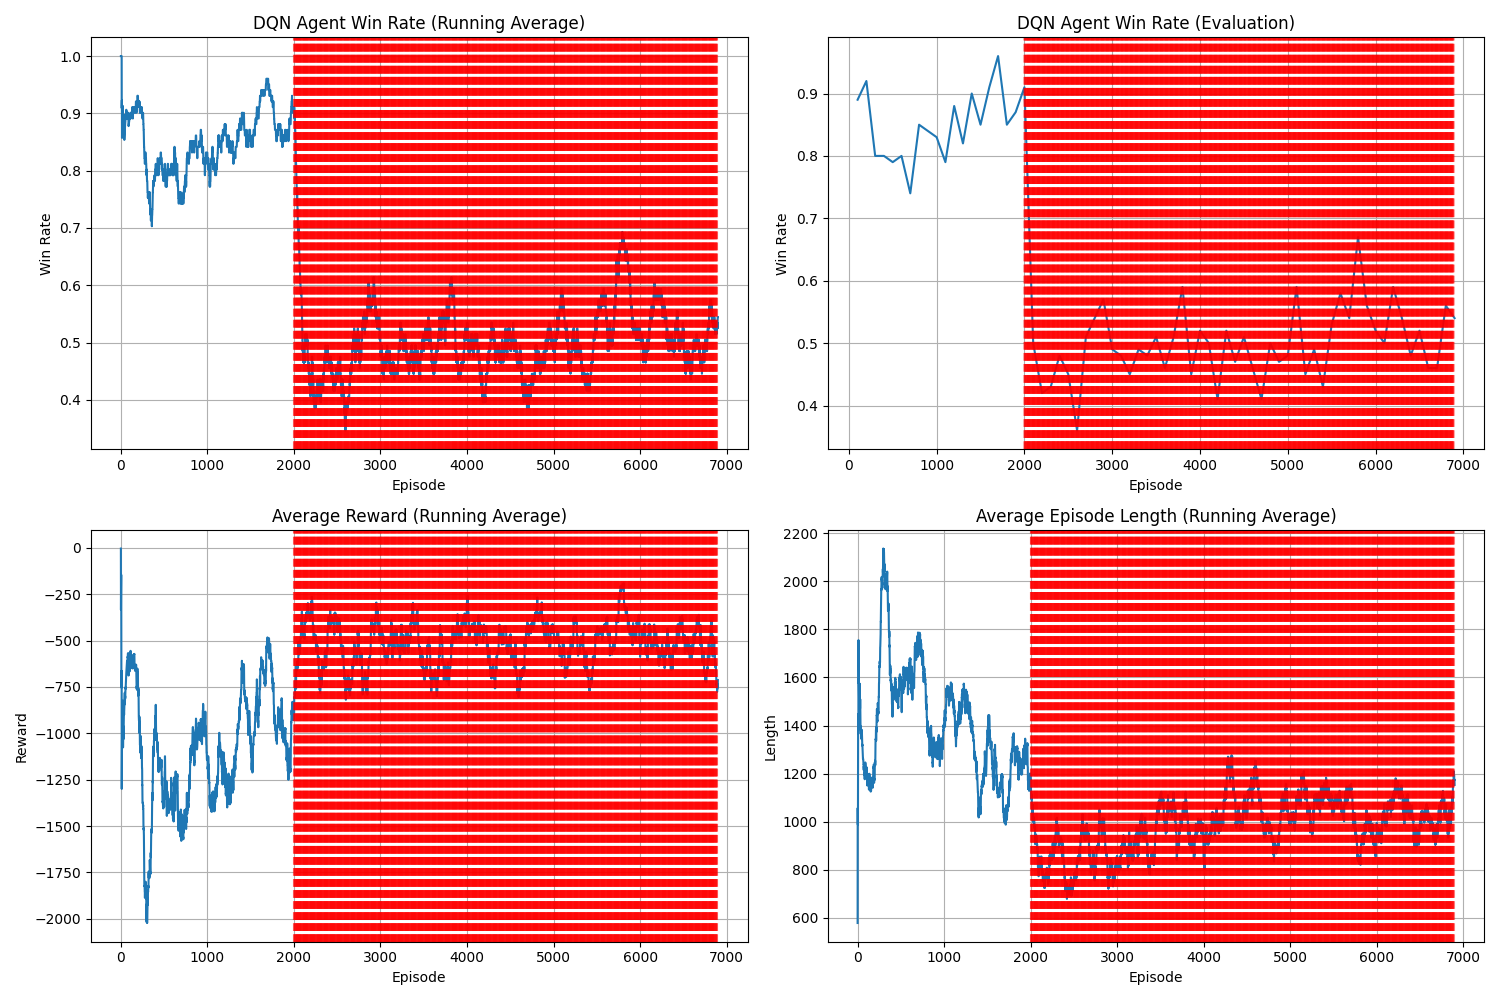 DQN Agent Win Rate (Running Average)
Win Rate
1.0
0.9
0.8
0.7
0.6
0.5
0.4
0 1000 2000 3000 4000 5000 6000 7000
Episode
DQN Agent Win Rate (Evaluation)
Win Rate
0.9
0.8
0.7
0.6
0.5
0.4
0 1000 2000 3000 4000 5000 6000 7000
Episode
Average Reward (Running Average)
Reward
0
−250
−500
−750
−1000
−1250
−1500
−1750
−2000
0 1000 2000 3000 4000 5000 6000 7000
Episode
Average Episode Length (Running Average)
Length
2200
2000
1800
1600
1400
1200
1000
800
600
0 1000 2000 3000 4000 5000 6000 7000
Episode